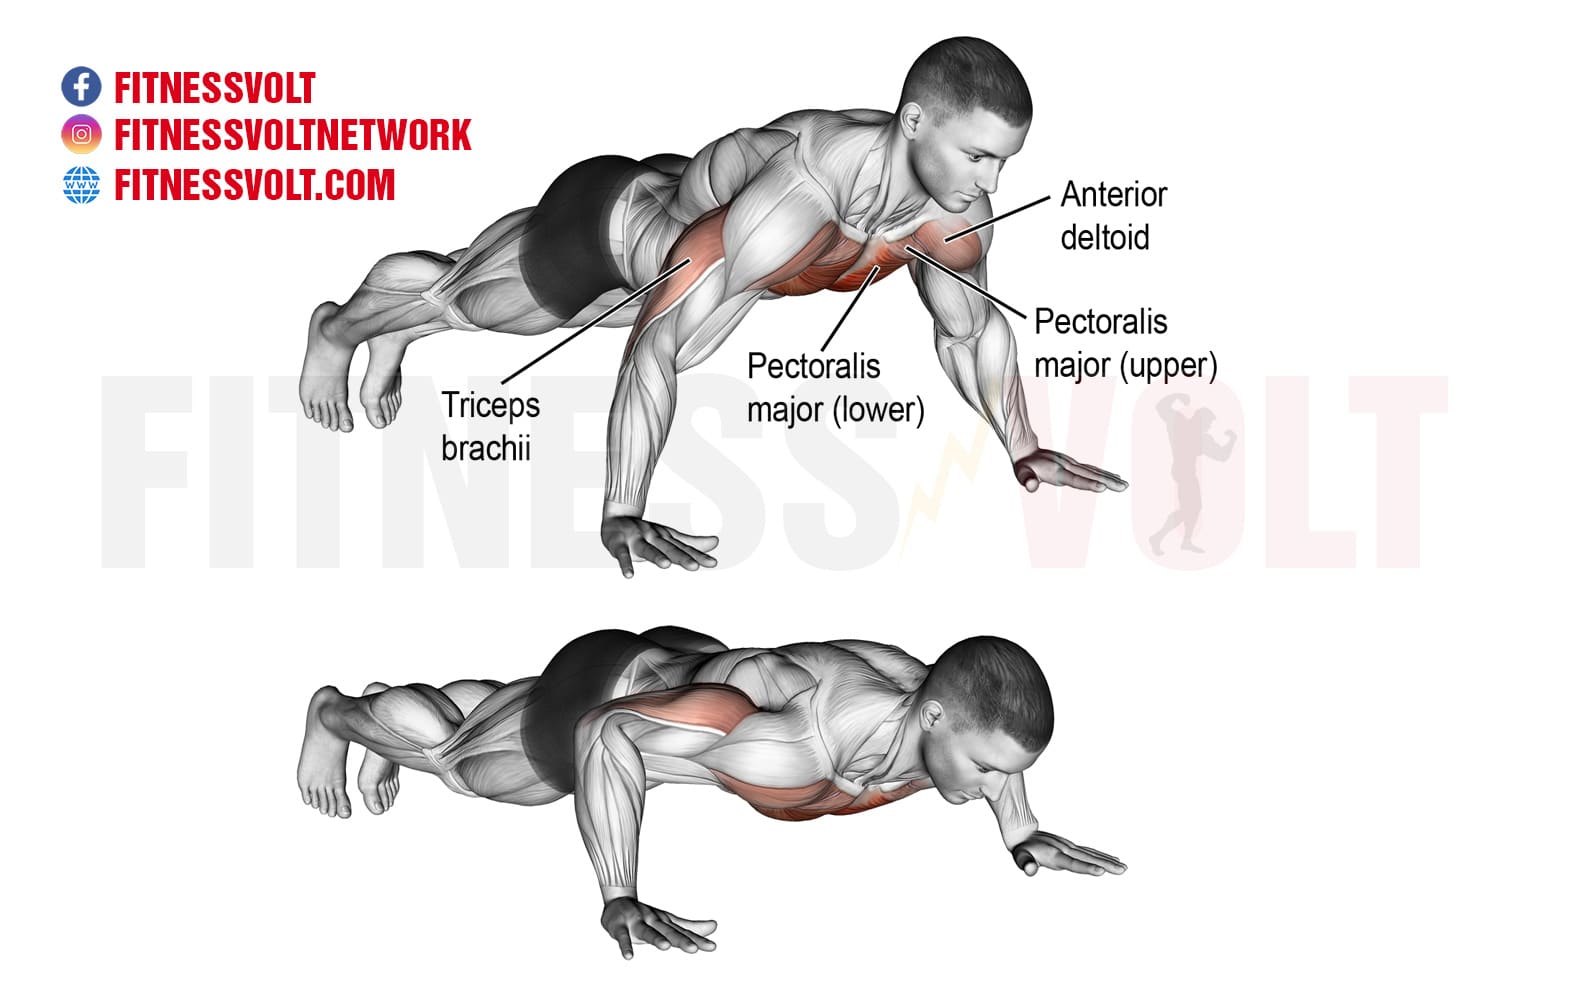 FITNESSVOLT
FITNESSVOLTNETWORK
WWW
FITNESSVOLT.COM
Anterior
deltoid
Pectoralis
major (upper)
Pectoralis
major (lower)
Triceps
brachii
FITNESS VOLT